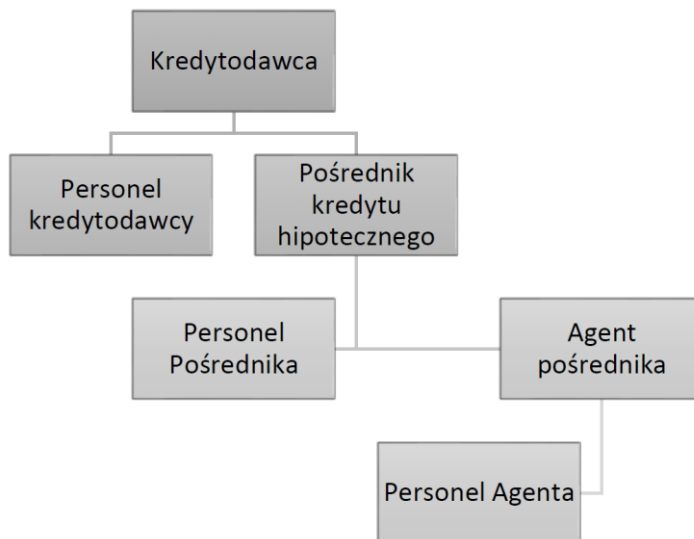 Kredytodawca
Personel
kredytodawcy
Pośrednik
kredytu
hipotecznego
Personel
Pośrednika
Agent
pośrednika
Personel Agenta